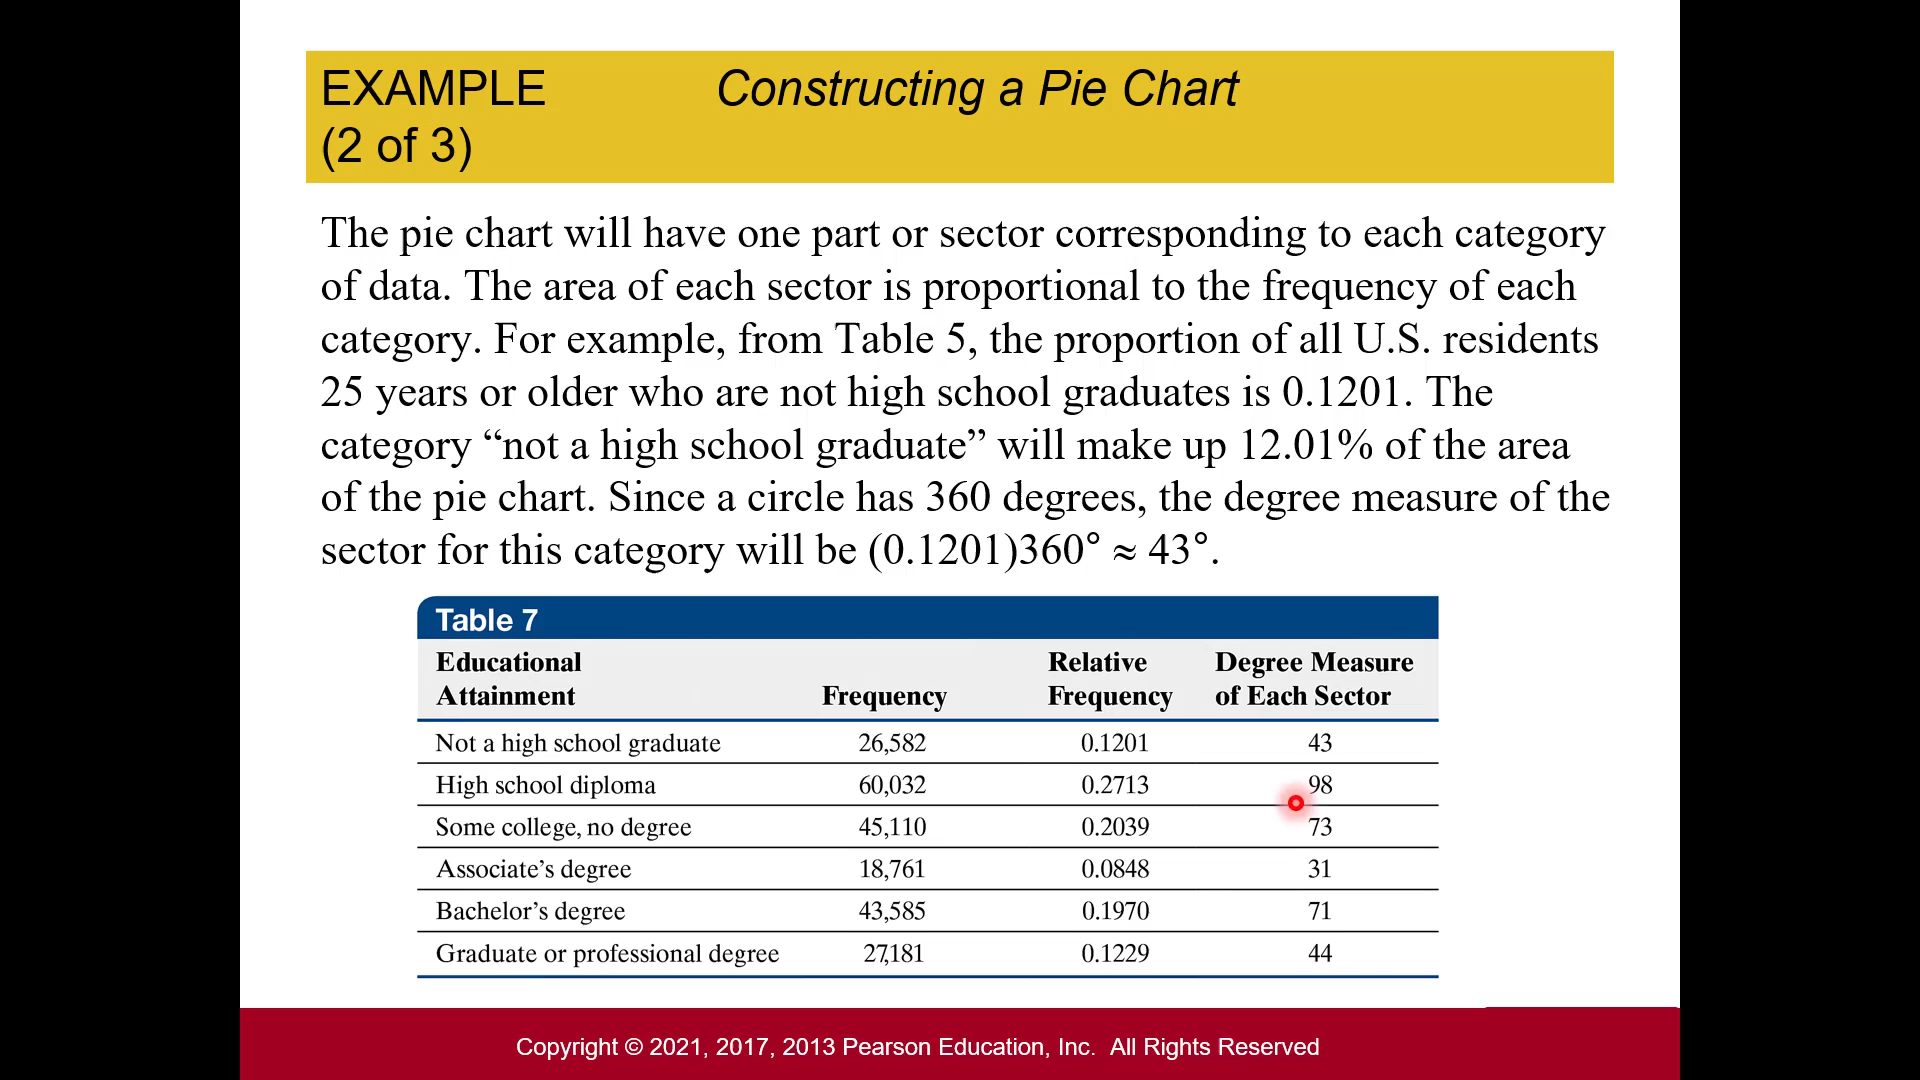 EXAMPLE Constructing a Pie Chart
(2 of 3)
The pie chart will have one part or sector corresponding to each category
of data. The area of each sector is proportional to the frequency of each
category. For example, from Table 5, the proportion of all U.S. residents
25 years or older who are not high school graduates is 0.1201. The
category “not a high school graduate” will make up 12.01% of the area
of the pie chart. Since a circle has 360 degrees, the degree measure of the
sector for this category will be (0.1201)360° ≈ 43°.
Table 7
Educational Relative Degree Measure
Attainment Frequency Frequency of Each Sector
Not a high school graduate 26,582 0.1201 43
High school diploma 60,032 0.2713 98
Some college, no degree 45,110 0.2039 73
Associate’s degree 18,761 0.0848 31
Bachelor’s degree 43,585 0.1970 71
Graduate or professional degree 27,181 0.1229 44
Copyright © 2021, 2017, 2013 Pearson Education, Inc. All Rights Reserved